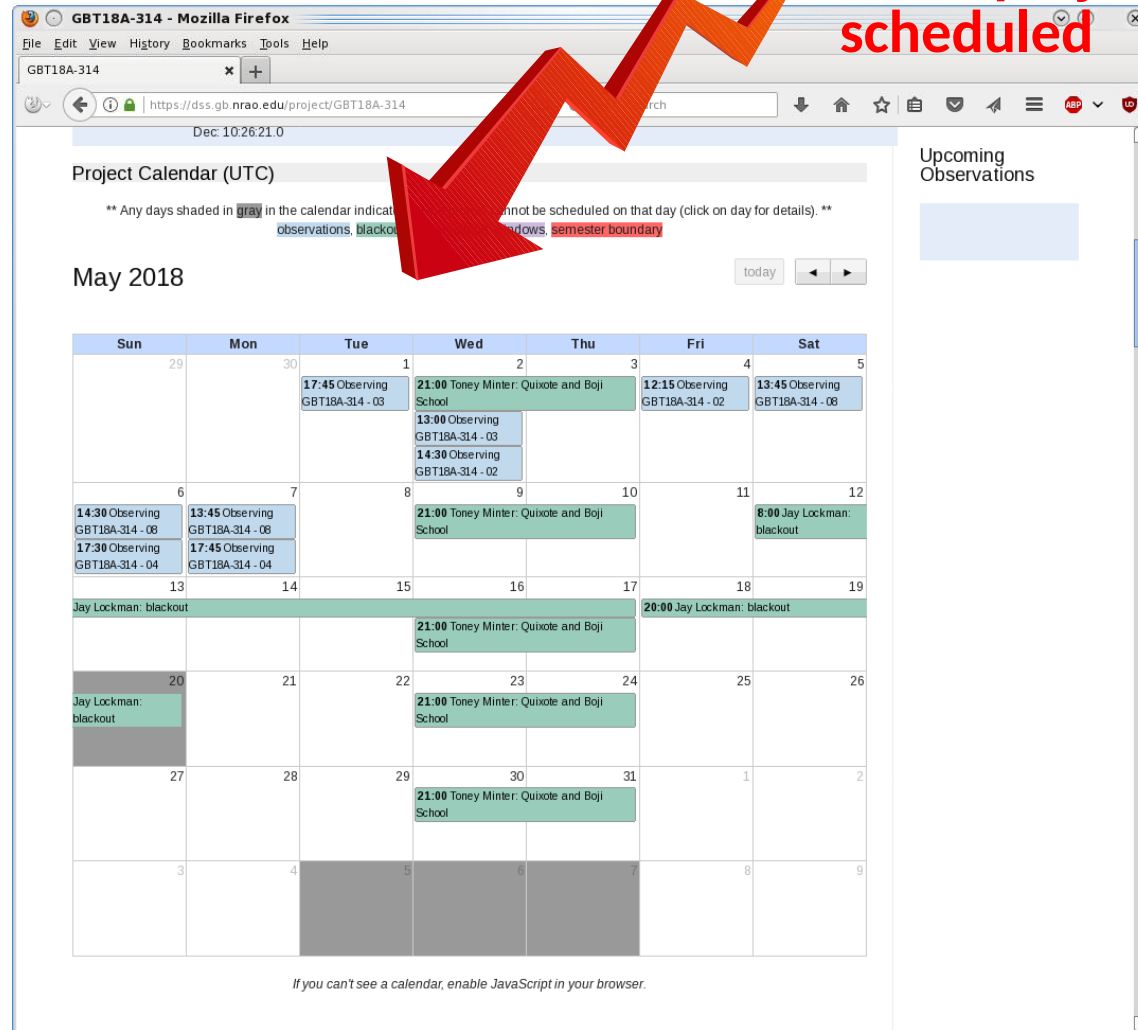 scheduled
GBT18A-314 - Mozilla Firefox
File Edit View History Bookmarks Tools Help
GBT18A-314
https://dss.gb.nrao.edu/project/GBT18A-314
ABP
Dec: 10:26:21.0
Project Calendar (UTC)
Upcoming
Observations
** Any days shaded in gray in the calendar be scheduled on that day (click on day for details). **
observations, semester boundary
May 2018
today
Sun Mon Tue Wed Thu Fri Sat
29 30 1 2 3 4 5
17:45 Observing
GBT18A-314 - 03
21:00 Toney Minter: Quixote and Boji
School
13:00 Observing
GBT18A-314 - 03
14:30 Observing
GBT18A-314 - 02
12:15 Observing
GBT18A-314 - 02
13:45 Observing
GBT18A-314 - 08
6 7 8 9 10 11 12
14:30 Observing
GBT18A-314 - 08
17:30 Observing
GBT18A-314 - 04
13:45 Observing
GBT18A-314 - 08
17:45 Observing
GBT18A-314 - 04
21:00 Toney Minter: Quixote and Boji
School
8:00 Jay Lockman:
blackout
13 14 15 16 17 18 19
Jay Lockman: blackout
20:00 Jay Lockman: blackout
21:00 Toney Minter: Quixote and Boji
School
20 21 22 23 24 25 26
Jay Lockman:
blackout
21:00 Toney Minter: Quixote and Boji
School
27 28 29 30 31 1 2
21:00 Toney Minter: Quixote and Boji
School
3 4 5 6 7 8 9
If you can't see a calendar, enable JavaScript in your browser.